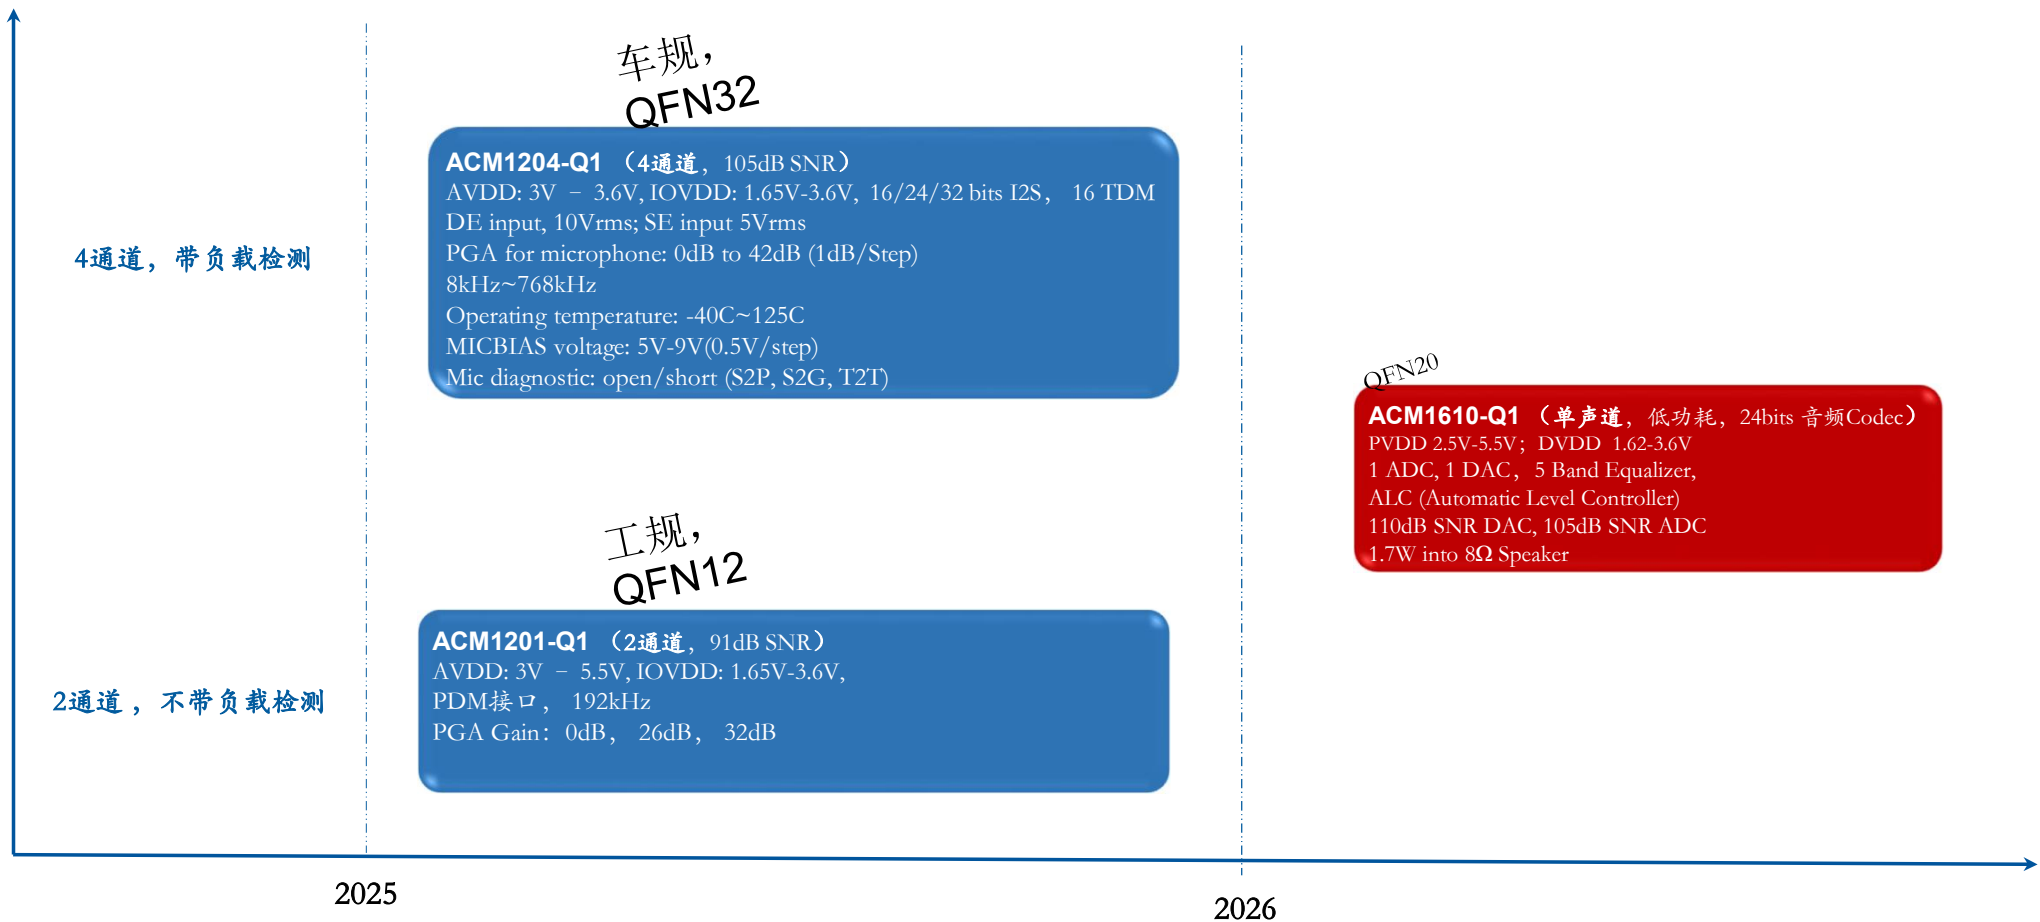 车规，
QFN32
ACM1204-Q1 （4通道，105dB SNR）
AVDD: 3V – 3.6V, IOVDD: 1.65V-3.6V, 16/24/32 bits I2S， 16 TDM
DE input, 10Vrms; SE input 5Vrms
PGA for microphone: 0dB to 42dB (1dB/Step)
8kHz~768kHz
Operating temperature: -40C~125C
MICBIAS voltage: 5V-9V(0.5V/step)
Mic diagnostic: open/short (S2P, S2G, T2T)
4通道，带负载检测
QFN20
ACM1610-Q1 （单声道，低功耗，24bits 音频Codec）
PVDD 2.5V-5.5V；DVDD 1.62-3.6V
1 ADC, 1 DAC，5 Band Equalizer,
ALC (Automatic Level Controller)
110dB SNR DAC, 105dB SNR ADC
1.7W into 8Ω Speaker
工规，
QFN12
ACM1201-Q1 （2通道，91dB SNR）
AVDD: 3V – 5.5V, IOVDD: 1.65V-3.6V,
PDM接口， 192kHz
PGA Gain：0dB， 26dB， 32dB
2通道 ，不带负载检测
2025
2026